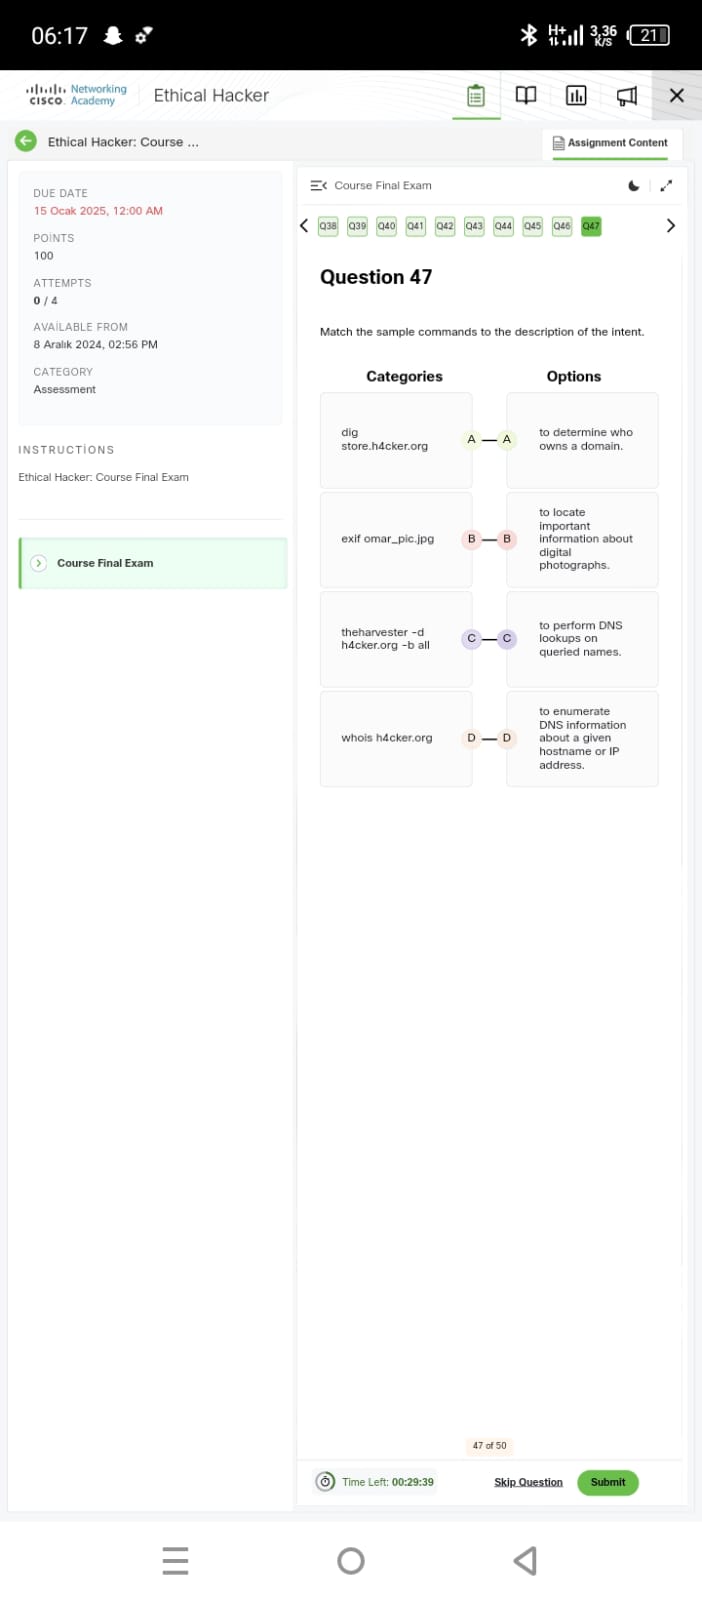 06:17
H+
3,36
K/S
21
Networking
CISCO. Academy
Ethical Hacker
Ethical Hacker: Course ...
Assignment Content
DUE DATE
15 Ocak 2025, 12:00 AM
POİNTS
100
ATTEMPTS
0 / 4
AVAİLABLE FROM
8 Aralık 2024, 02:56 PM
CATEGORY
Assessment
INSTRUCTİONS
Ethical Hacker: Course Final Exam
Course Final Exam
Course Final Exam
Q38 Q39 Q40 Q41 Q42 Q43 Q44 Q45 Q46 Q47
Question 47
Match the sample commands to the description of the intent.
Categories
Options
dig
store.h4cker.org
A A
to determine who
owns a domain.
exif omar_pic.jpg
B B
to locate
important
information about
digital
photographs.
theharvester -d
h4cker.org -b all
C C
to perform DNS
lookups on
queried names.
whois h4cker.org
D D
to enumerate
DNS information
about a given
hostname or IP
address.
47 of 50
Time Left: 00:29:39
Skip Question
Submit